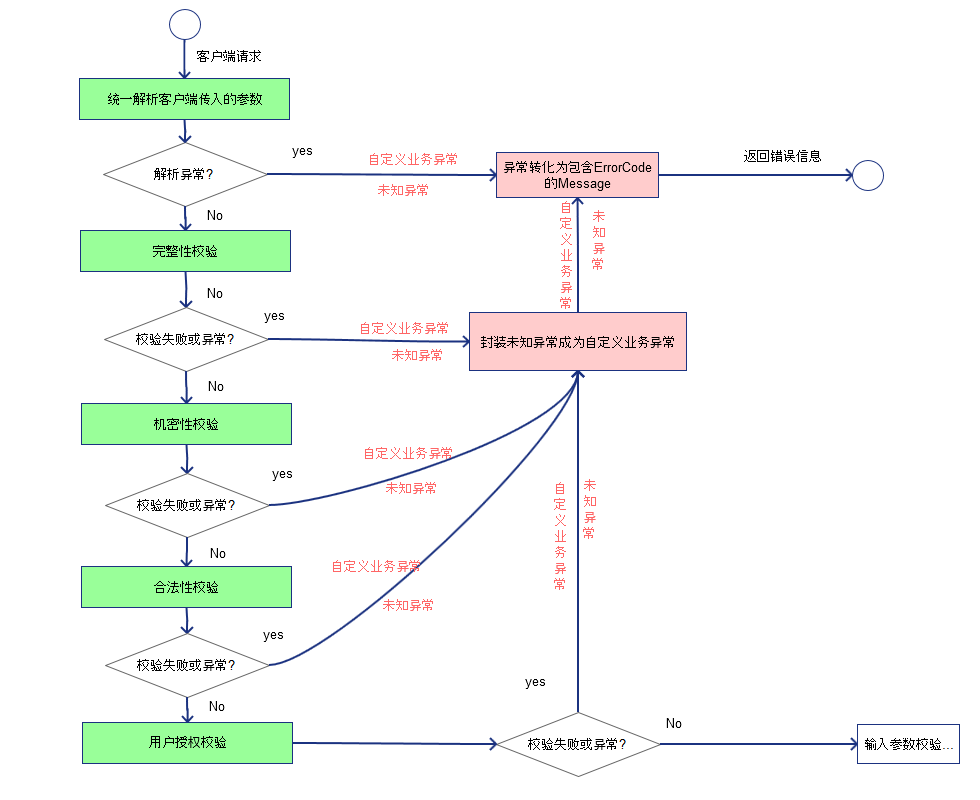 客户端请求
统一解析客户端传入的参数
解析异常?
yes
自定义业务异常
未知异常
异常转化为包含ErrorCode
的Message
返回错误信息
No
完整性校验
自定义业务异常
未知异常
No
校验失败或异常?
yes
自定义业务异常
未知异常
封装未知异常成为自定义业务异常
No
机密性校验
校验失败或异常?
yes
自定义业务异常
未知异常
自定义业务异常
未知异常
No
合法性校验
自定义业务异常
未知异常
校验失败或异常?
yes
No
用户授权校验
yes
校验失败或异常?
No
输入参数校验...